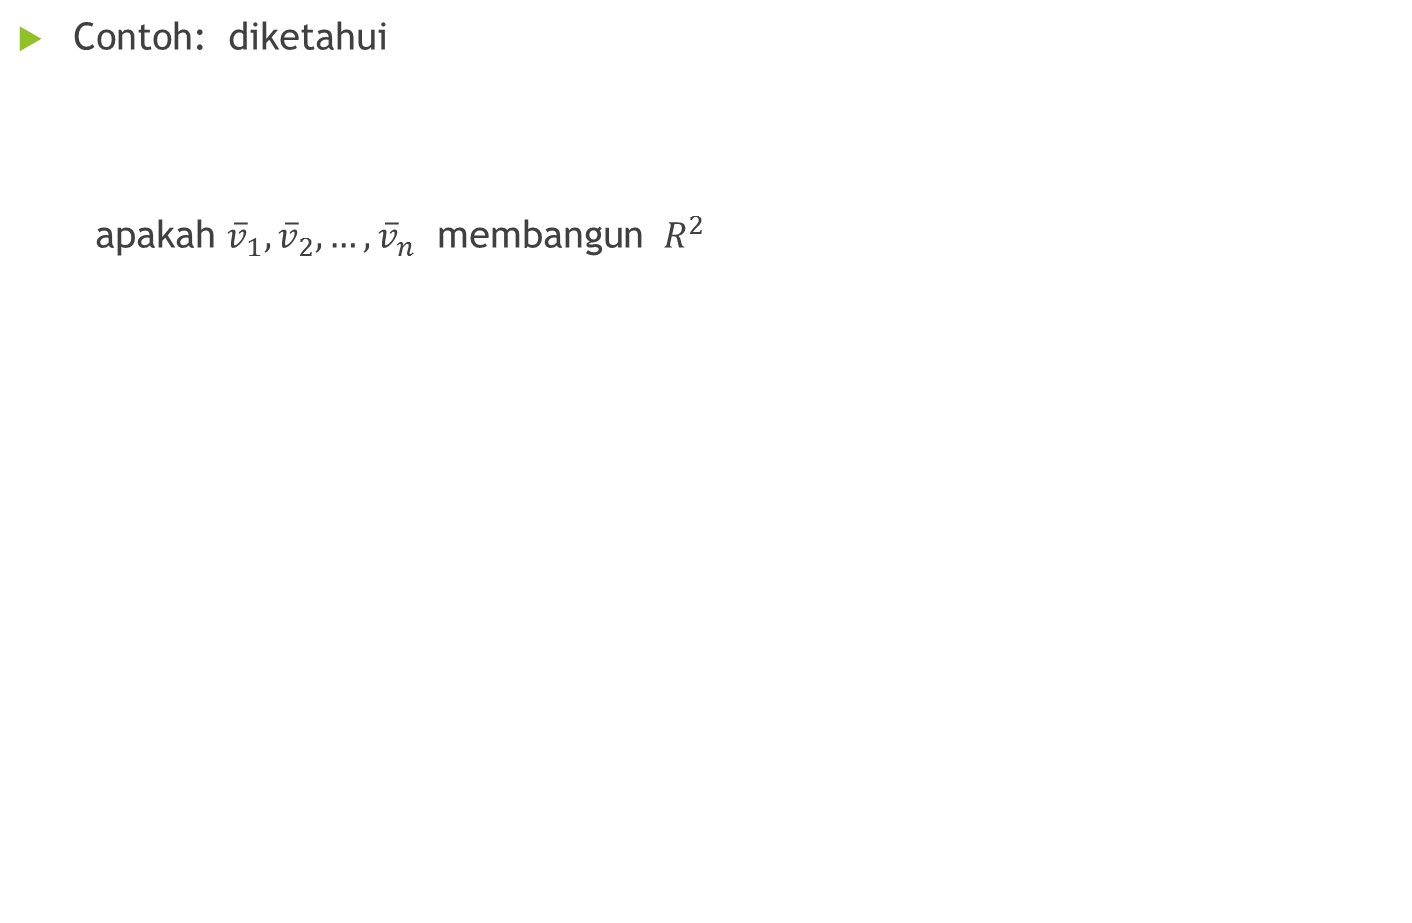 Contoh: diketahui
apakah v̄₁, v̄₂, … , v̄ₙ membangun R²